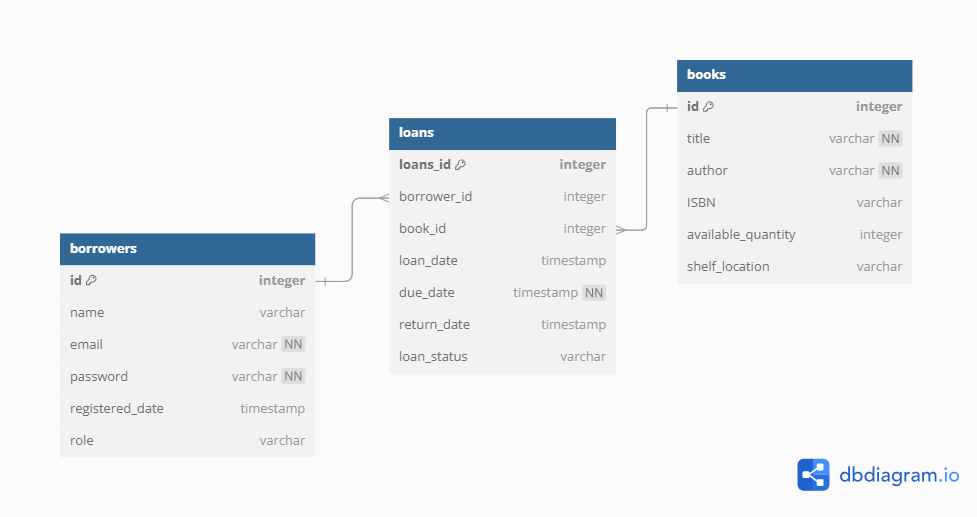 borrowers
id integer
name varchar
email varchar NN
password varchar NN
registered_date timestamp
role varchar
loans
loans_id integer
borrower_id integer
book_id integer
loan_date timestamp
due_date timestamp NN
return_date timestamp
loan_status varchar
books
id integer
title varchar NN
author varchar NN
ISBN varchar
available_quantity integer
shelf_location varchar
dbdiagram.io